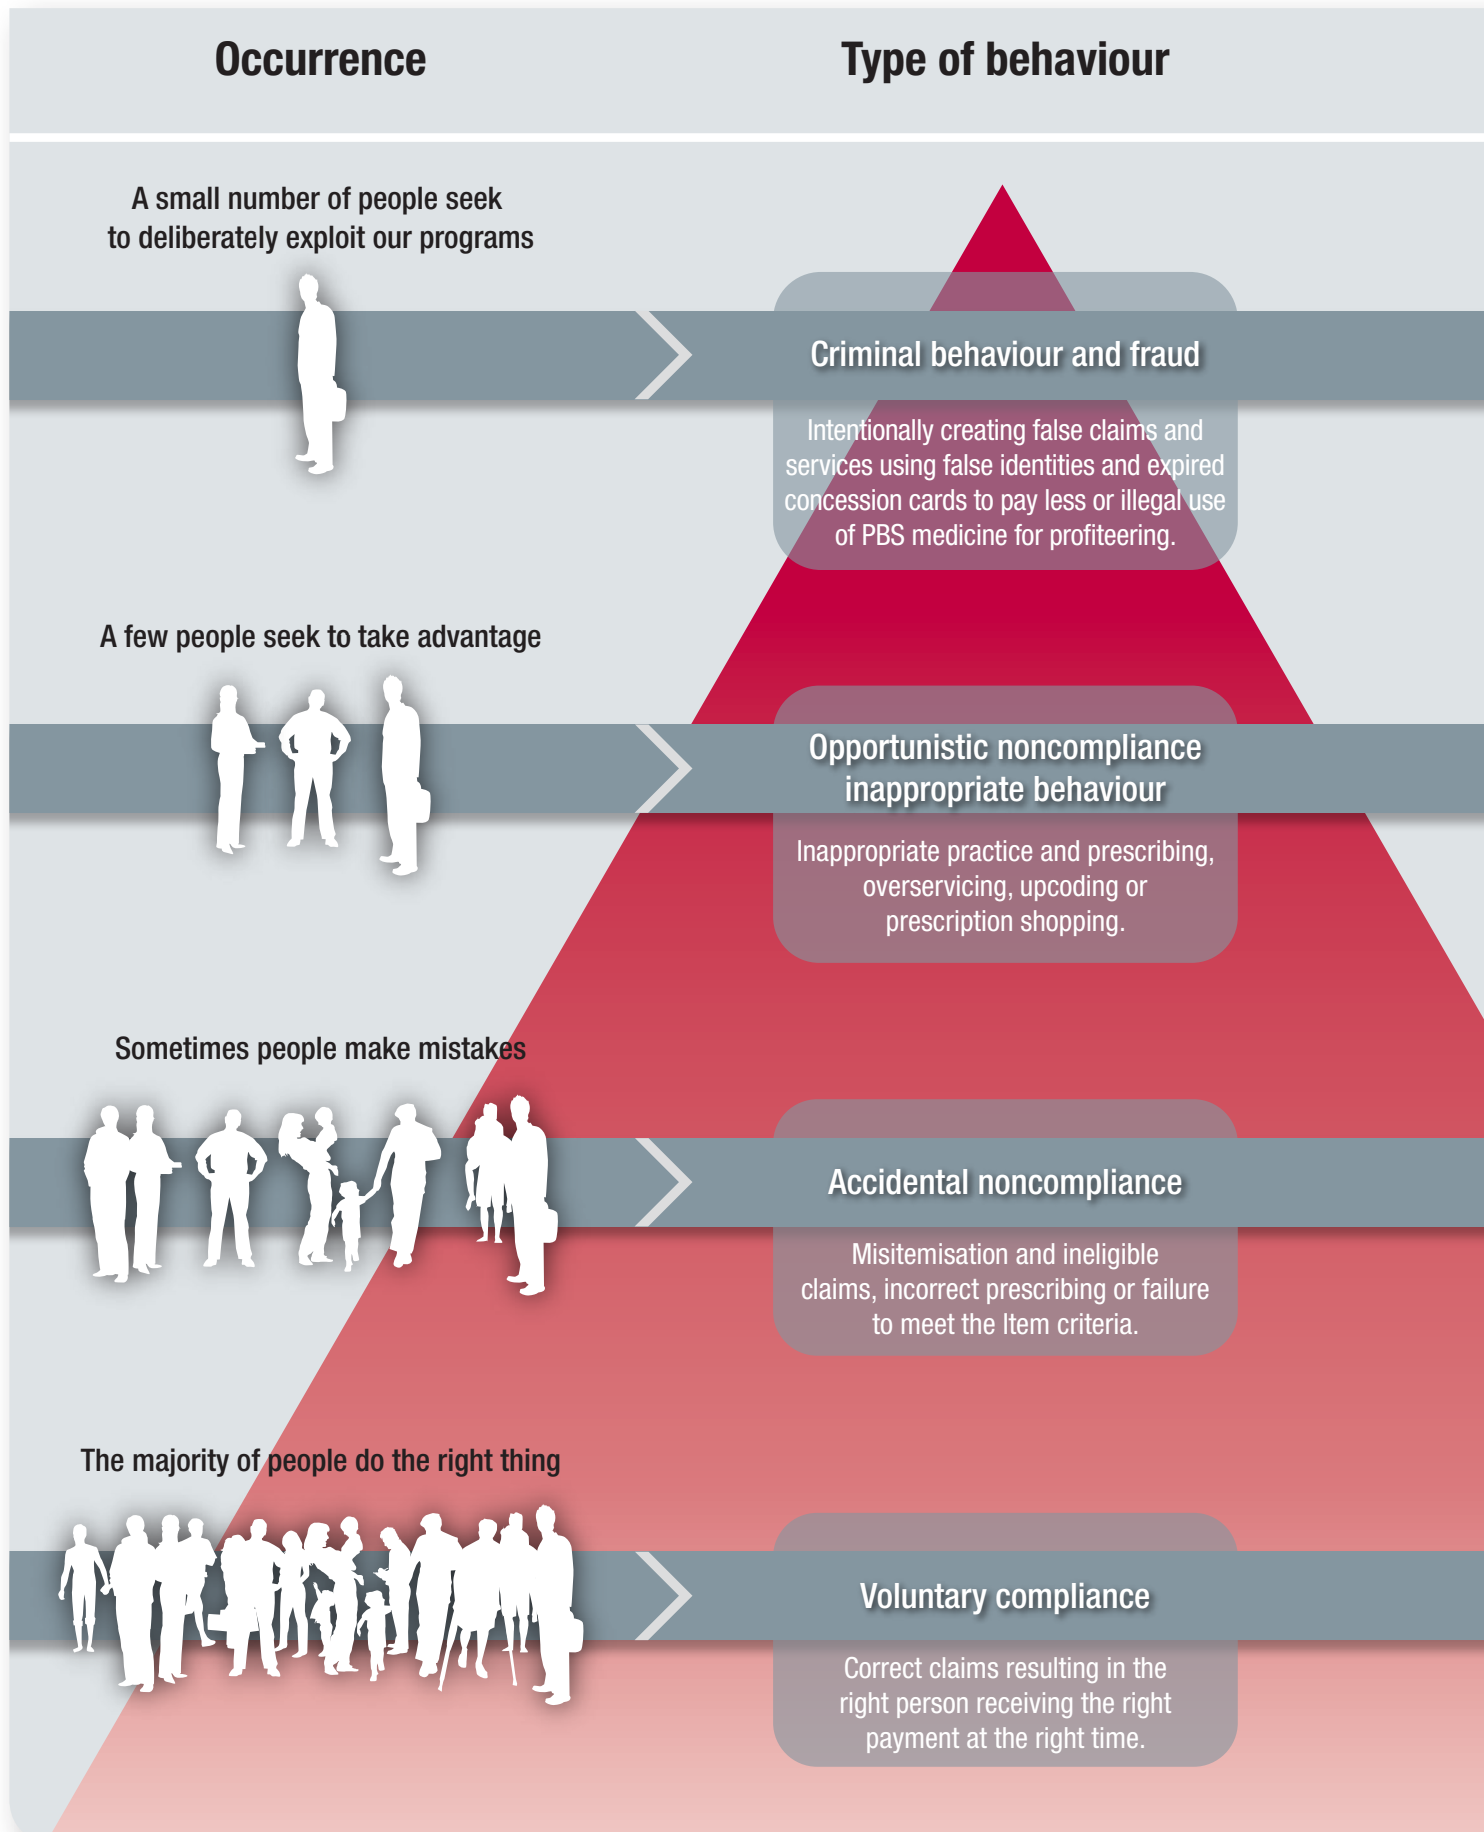 Occurrence
Type of behaviour
A small number of people seek
to deliberately exploit our programs
Criminal behaviour and fraud
Intentionally creating false claims and
services using false identities and expired
concession cards to pay less or illegal use
of PBS medicine for profiteering.
A few people seek to take advantage
Opportunistic noncompliance
inappropriate behaviour
Inappropriate practice and prescribing,
overservicing, upcoding or
prescription shopping.
Sometimes people make mistakes
Accidental noncompliance
Misitemisation and ineligible
claims, incorrect prescribing or failure
to meet the Item criteria.
The majority of people do the right thing
Voluntary compliance
Correct claims resulting in the
right person receiving the right
payment at the right time.